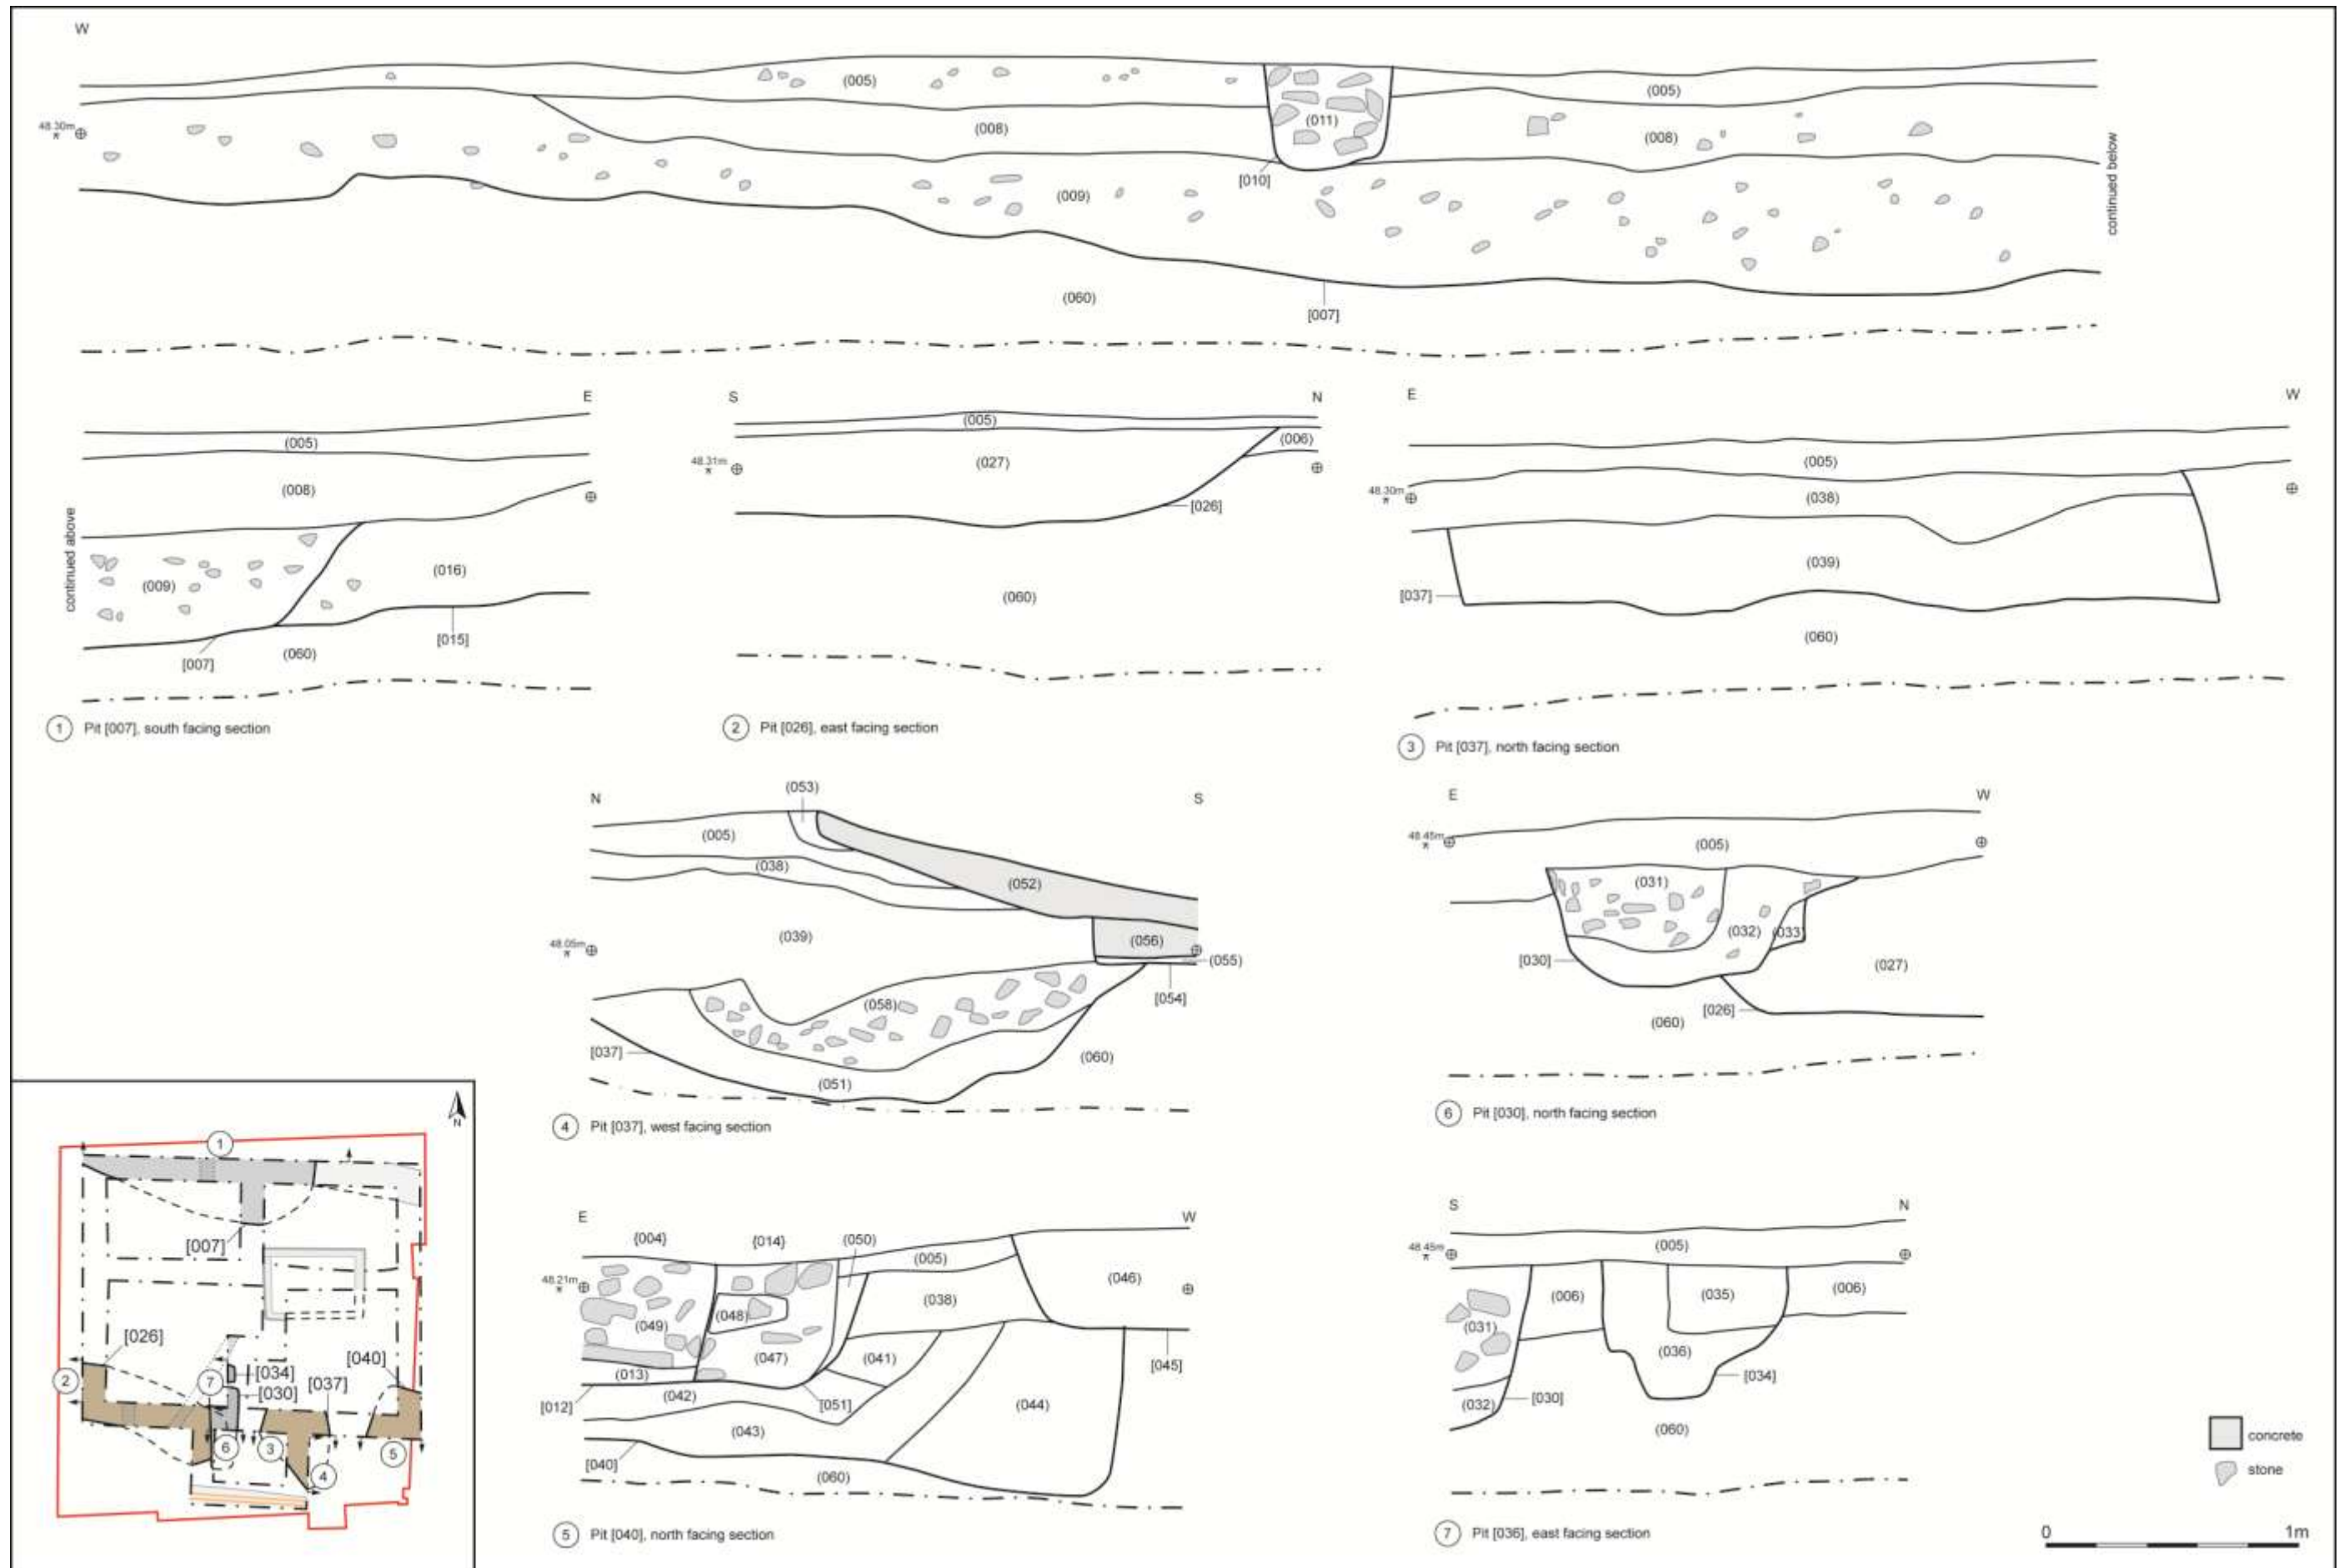 W
(005)
(005)
(008)
(011)
(008)
48.30m
[010]
(009)
continued below
(060)
[007]
E
(005)
(008)
continued above
(009)
(016)
[007]
(060)
[015]
1 Pit [007], south facing section
S
N
(005)
(006)
48.31m
(027)
[026]
(060)
2 Pit [026], east facing section
E
W
(005)
48.30m
(038)
(039)
[037]
(060)
3 Pit [037], north facing section
(053)
N
S
(005)
(038)
(052)
(039)
48.05m
(056)
(055)
[054]
(058)
[037]
(060)
(051)
4 Pit [037], west facing section
E
W
48.45m
(005)
(031)
(032)
(033)
[030]
(027)
[026]
(060)
6 Pit [030], north facing section
E
W
{004}
{014}
(050)
(005)
48.21m
(046)
(038)
(048)
(049)
(047)
(041)
[045]
(013)
(042)
[051]
[012]
(044)
(043)
[040]
(060)
5 Pit [040], north facing section
S
N
48.45m
(005)
(006)
(035)
(006)
(031)
(036)
[034]
(032)
[030]
(060)
7 Pit [036], east facing section
N
1
[007]
[026]
[040]
2
7
[034]
[030]
[037]
6
3
5
4
concrete
stone
0
1m